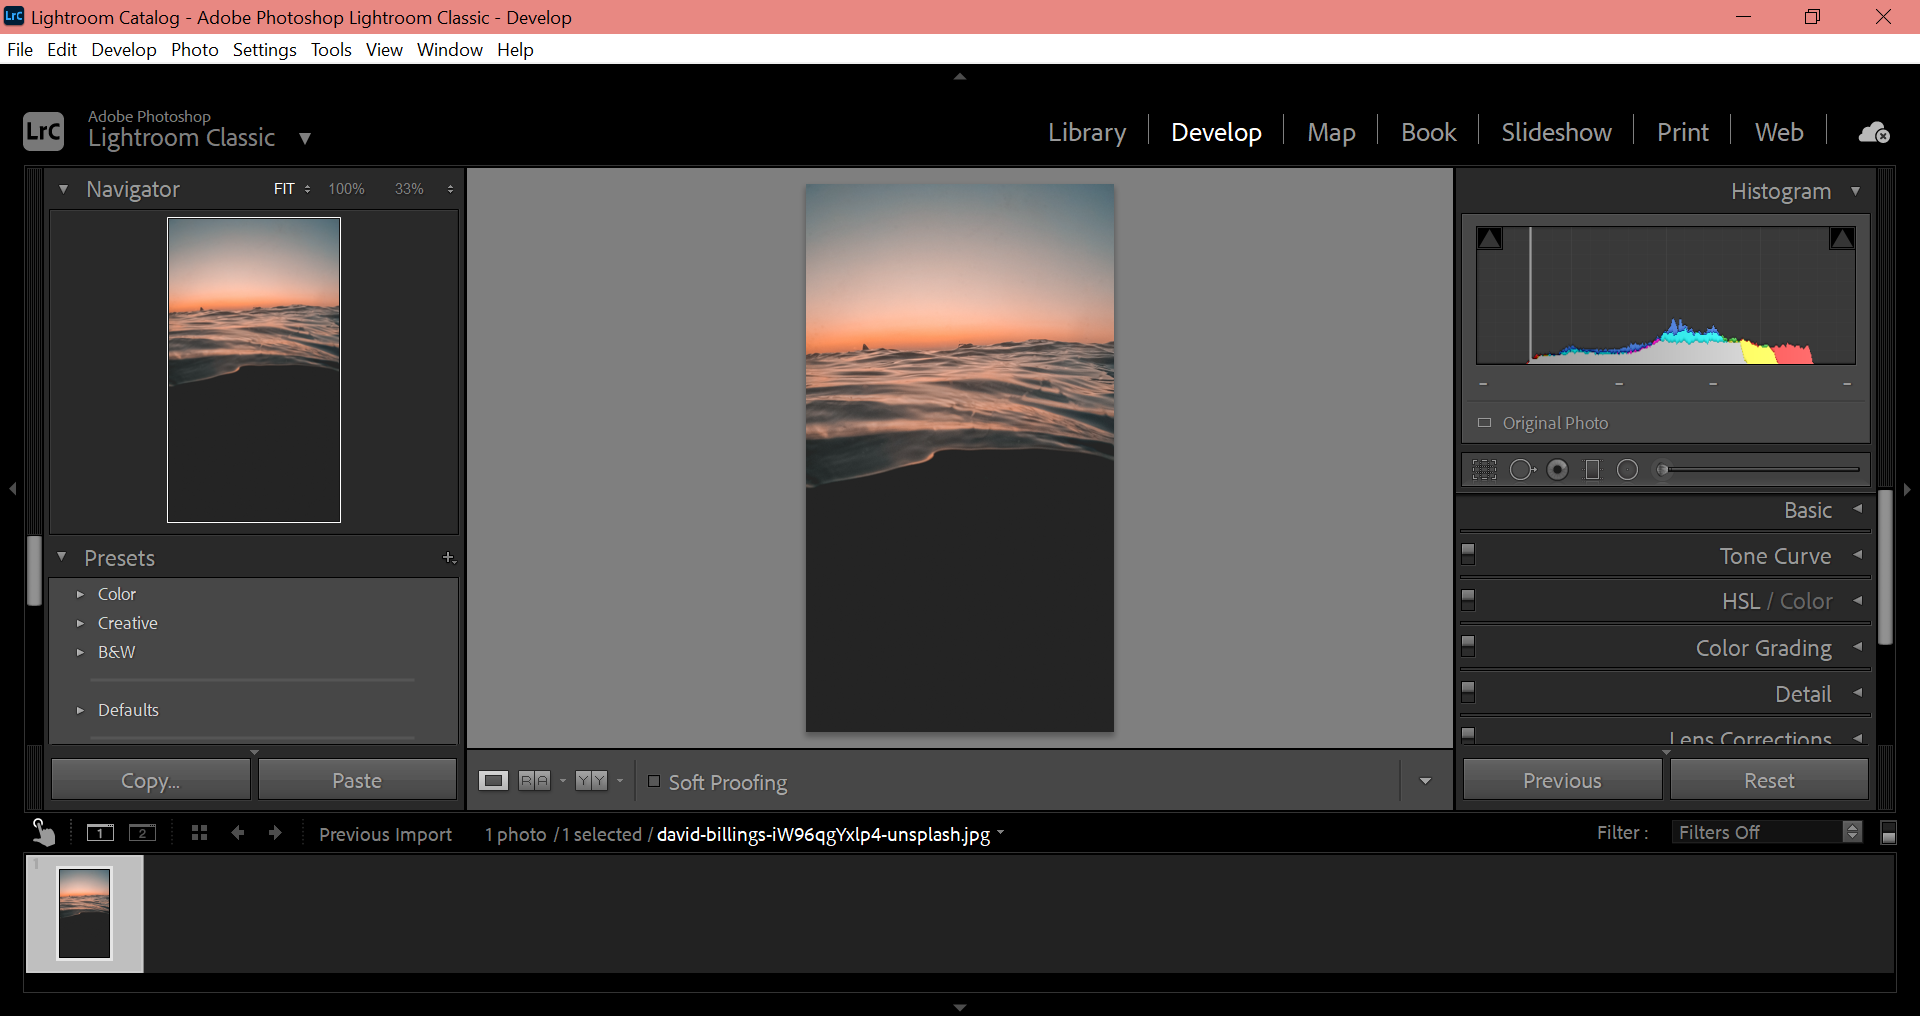 LrC Lightroom Catalog - Adobe Photoshop Lightroom Classic - Develop
File Edit Develop Photo Settings Tools View Window Help
LrC
Adobe Photoshop
Lightroom Classic
Library Develop Map Book Slideshow Print Web
Navigator FIT 100% 33%
Histogram
Original Photo
Presets
Color
Creative
B&W
Defaults
Basic
Tone Curve
HSL / Color
Color Grading
Detail
Lens Corrections
Copy... Paste
R A Y Y Soft Proofing
Previous Reset
1 2 Previous Import 1 photo / 1 selected / david-billings-iW96qgYxlp4-unsplash.jpg
Filter : Filters Off
1